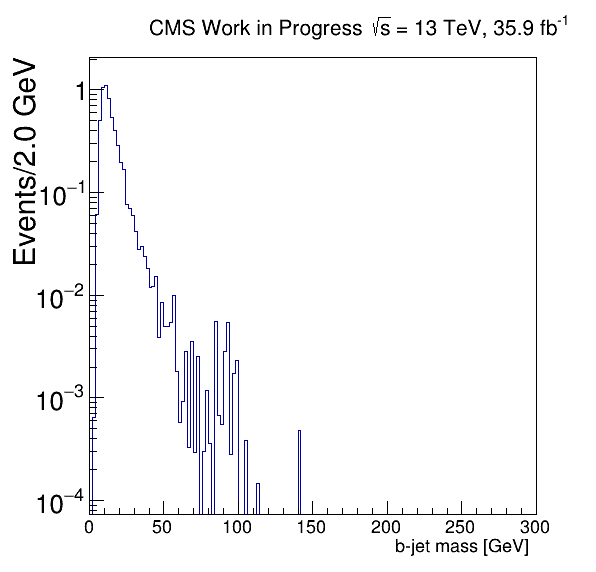 CMS Work in Progress √s = 13 TeV, 35.9 fb⁻¹
Events/2.0 GeV
1
10⁻¹
10⁻²
10⁻³
10⁻⁴
0 50 100 150 200 250 300
b-jet mass [GeV]